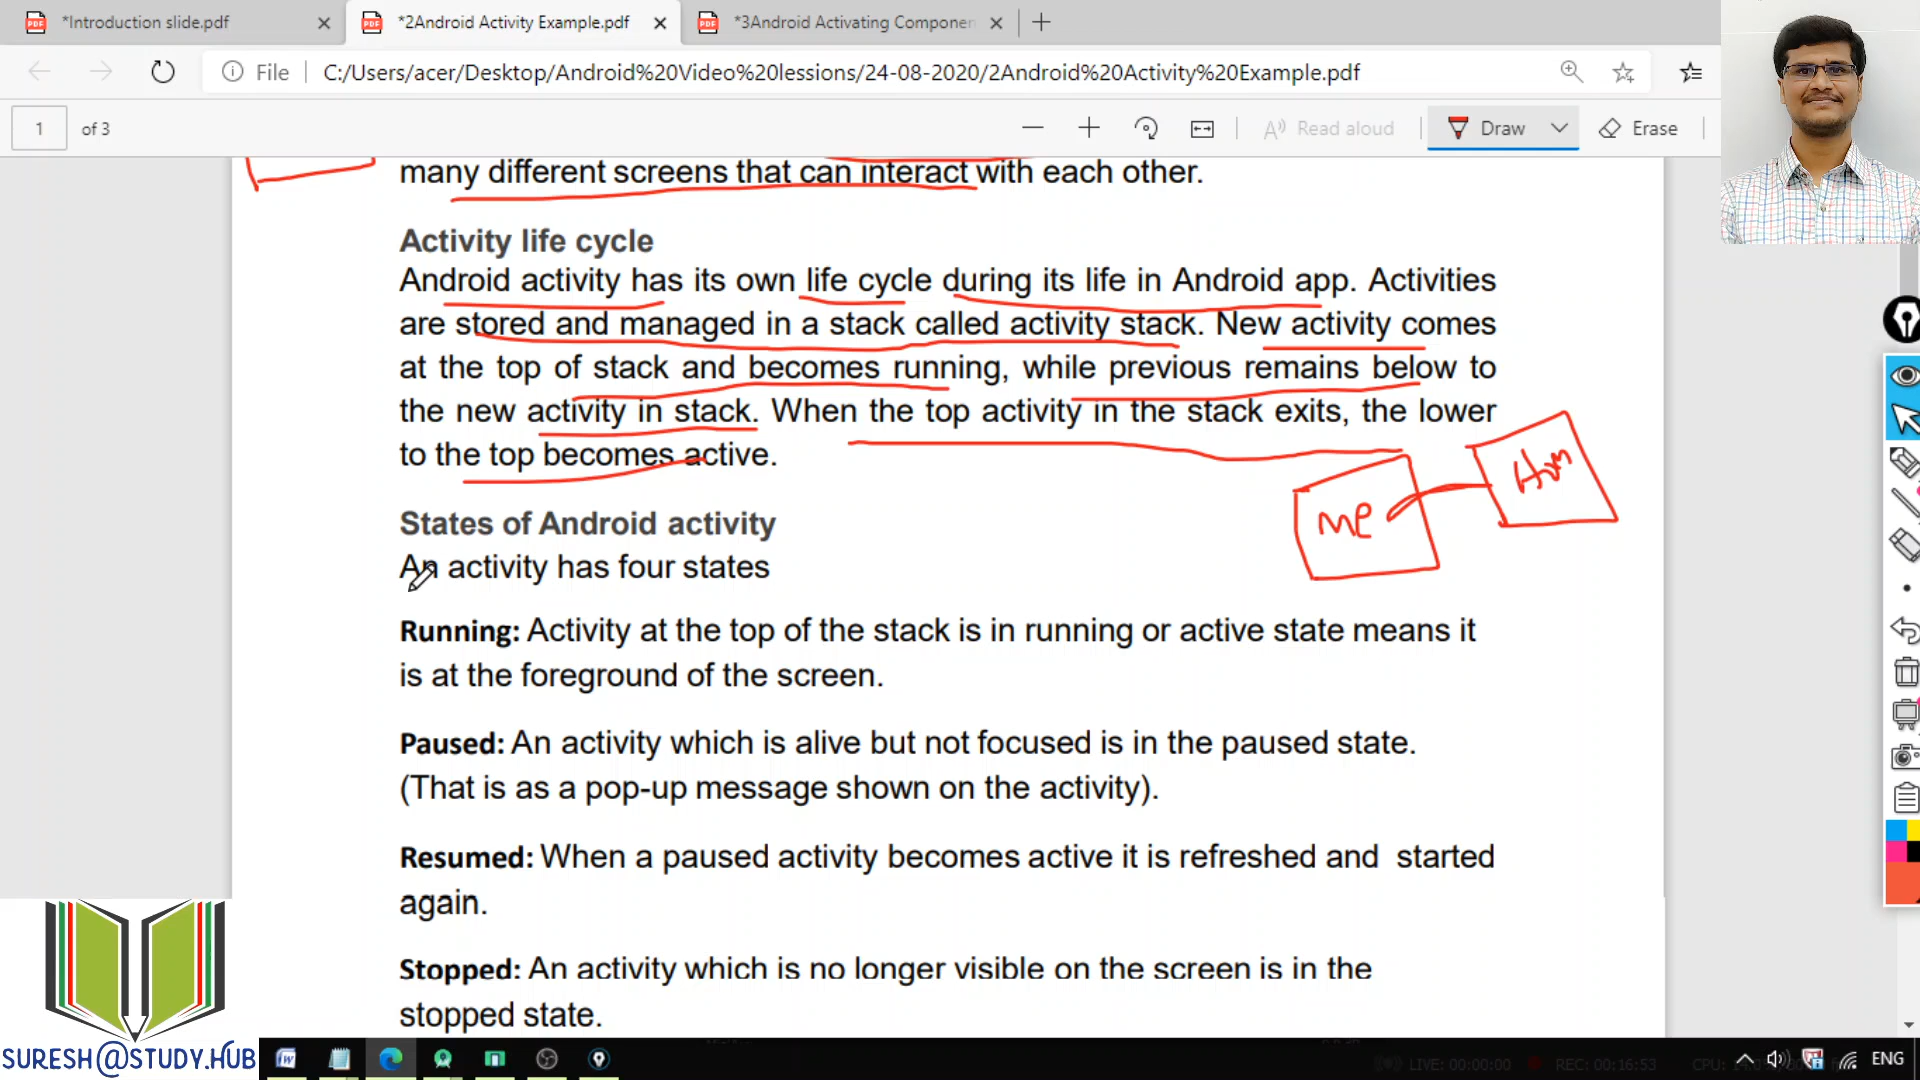 *Introduction slide.pdf
*2Android Activity Example.pdf
*3Android Activating Componen
File
C:/Users/acer/Desktop/Android%20Video%20lessions/24-08-2020/2Android%20Activity%20Example.pdf
1 of 3
Read aloud
Draw
Erase
many different screens that can interact with each other.
Activity life cycle
Android activity has its own life cycle during its life in Android app. Activities
are stored and managed in a stack called activity stack. New activity comes
at the top of stack and becomes running, while previous remains below to
the new activity in stack. When the top activity in the stack exits, the lower
to the top becomes active.
Hom
me
States of Android activity
An activity has four states
Running: Activity at the top of the stack is in running or active state means it
is at the foreground of the screen.
Paused: An activity which is alive but not focused is in the paused state.
(That is as a pop-up message shown on the activity).
Resumed: When a paused activity becomes active it is refreshed and started
again.
Stopped: An activity which is no longer visible on the screen is in the
stopped state.
SURESH@STUDY.HUB
LIVE: 00:00:00
REC: 00:16:53
ENG